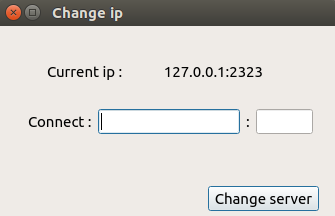 Change ip
Current ip : 127.0.0.1:2323
Connect : :
Change server